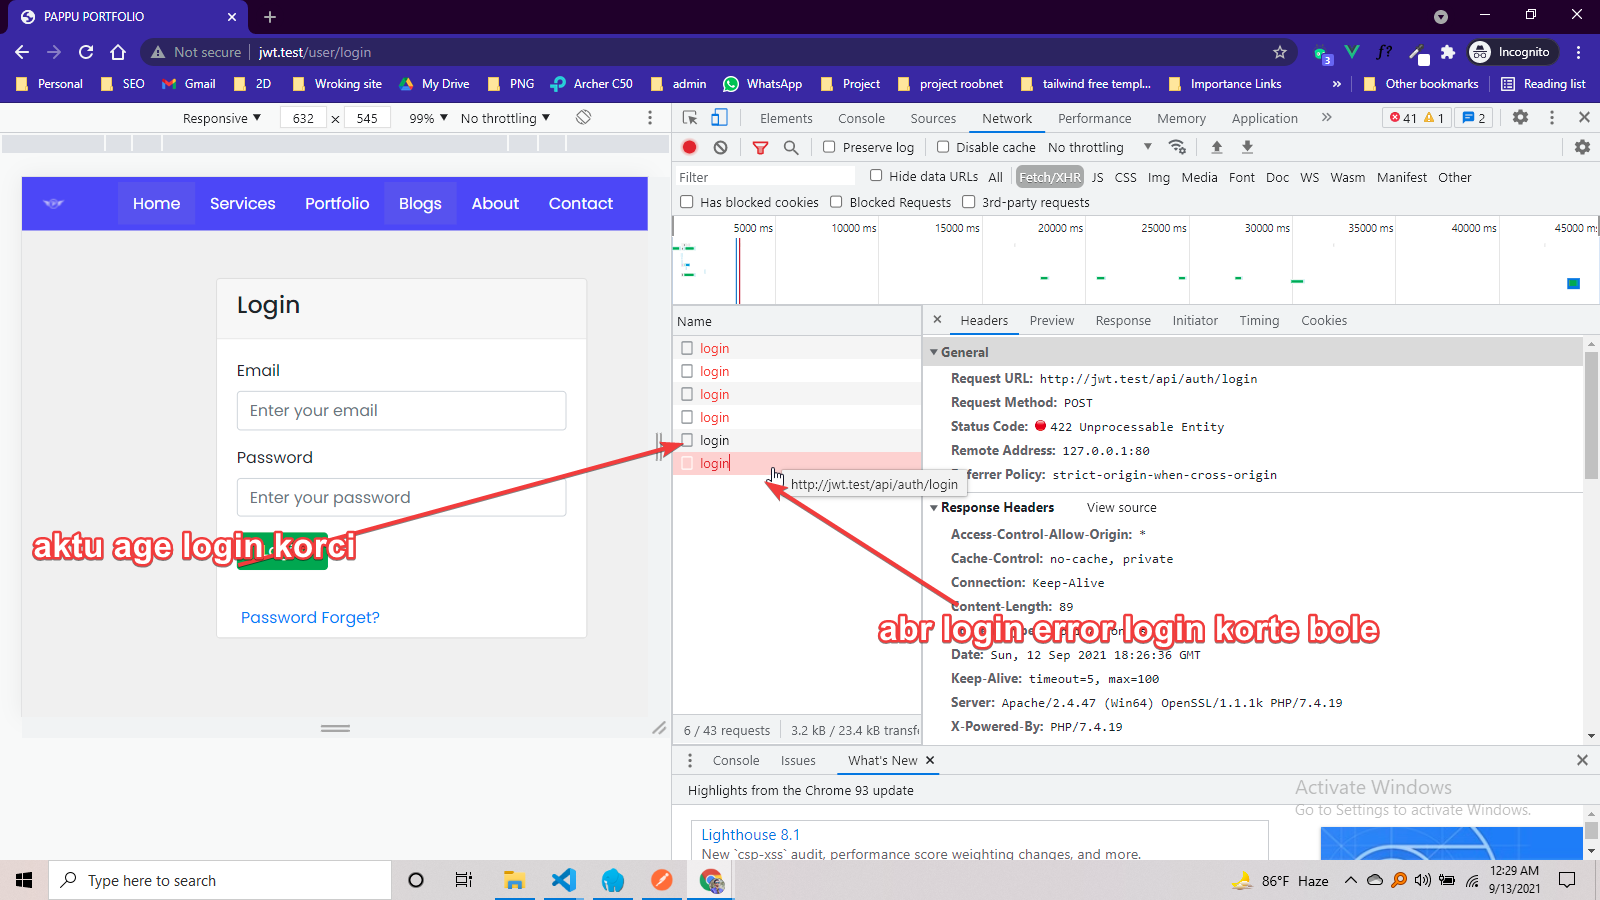 PAPPU PORTFOLIO
Not secure jwt.test/user/login
3
f?
Incognito
Personal SEO Gmail 2D Wroking site My Drive PNG Archer C50 admin WhatsApp Project project roobnet tailwind free templ... Importance Links » Other bookmarks Reading list
Responsive 632 x 545 99% No throttling
Elements Console Sources Network Performance Memory Application » 41 1 2
Preserve log Disable cache No throttling
Filter Hide data URLs All Fetch/XHR JS CSS Img Media Font Doc WS Wasm Manifest Other
Has blocked cookies Blocked Requests 3rd-party requests
5000 ms 10000 ms 15000 ms 20000 ms 25000 ms 30000 ms 35000 ms 40000 ms 45000 m
Home Services Portfolio Blogs About Contact
Login
Email
Enter your email
Password
Enter your password
aktu age login korci
Password Forget?
Name
login
login
login
login
login
login
http://jwt.test/api/auth/login
6 / 43 requests 3.2 kB / 23.4 kB transf
Headers Preview Response Initiator Timing Cookies
General
Request URL: http://jwt.test/api/auth/login
Request Method: POST
Status Code: 422 Unprocessable Entity
Remote Address: 127.0.0.1:80
eferrer Policy: strict-origin-when-cross-origin
Response Headers View source
Access-Control-Allow-Origin: *
Cache-Control: no-cache, private
Connection: Keep-Alive
Content-Length: 89
abr login error login korte bole
Date: Sun, 12 Sep 2021 18:26:36 GMT
Keep-Alive: timeout=5, max=100
Server: Apache/2.4.47 (Win64) OpenSSL/1.1.1k PHP/7.4.19
X-Powered-By: PHP/7.4.19
Console Issues What's New
Highlights from the Chrome 93 update
Activate Windows
Go to Settings to activate Windows.
Lighthouse 8.1
New `csp-xss` audit, performance score weighting changes, and more.
Type here to search
86°F Haze
12:29 AM
9/13/2021